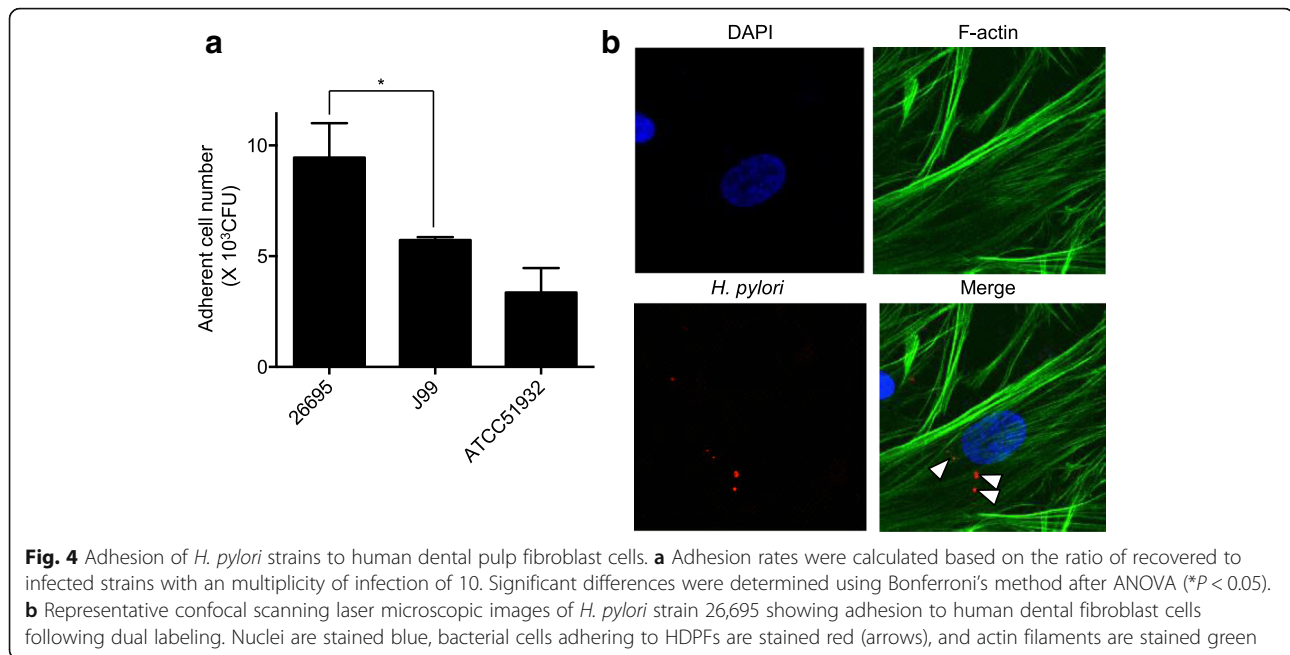 a
b
DAPI
F-actin
*
Adherent cell number
(X 10³CFU)
10
5
0
26695
J99
ATCC51932
H. pylori
Merge
Fig. 4 Adhesion of H. pylori strains to human dental pulp fibroblast cells. a Adhesion rates were calculated based on the ratio of recovered to
infected strains with an multiplicity of infection of 10. Significant differences were determined using Bonferroni's method after ANOVA (*P < 0.05).
b Representative confocal scanning laser microscopic images of H. pylori strain 26,695 showing adhesion to human dental fibroblast cells
following dual labeling. Nuclei are stained blue, bacterial cells adhering to HDPFs are stained red (arrows), and actin filaments are stained green